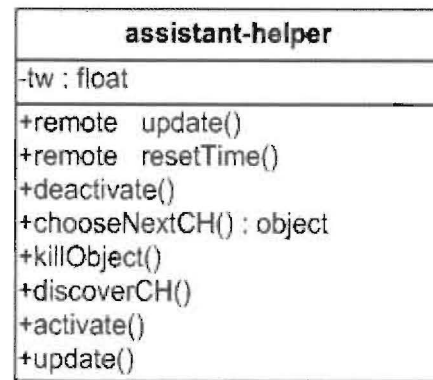 assistant-helper
-tw : float
+remote update()
+remote resetTime()
+deactivate()
+chooseNextCH() : object
+killObject()
+discoverCH()
+activate()
+update()